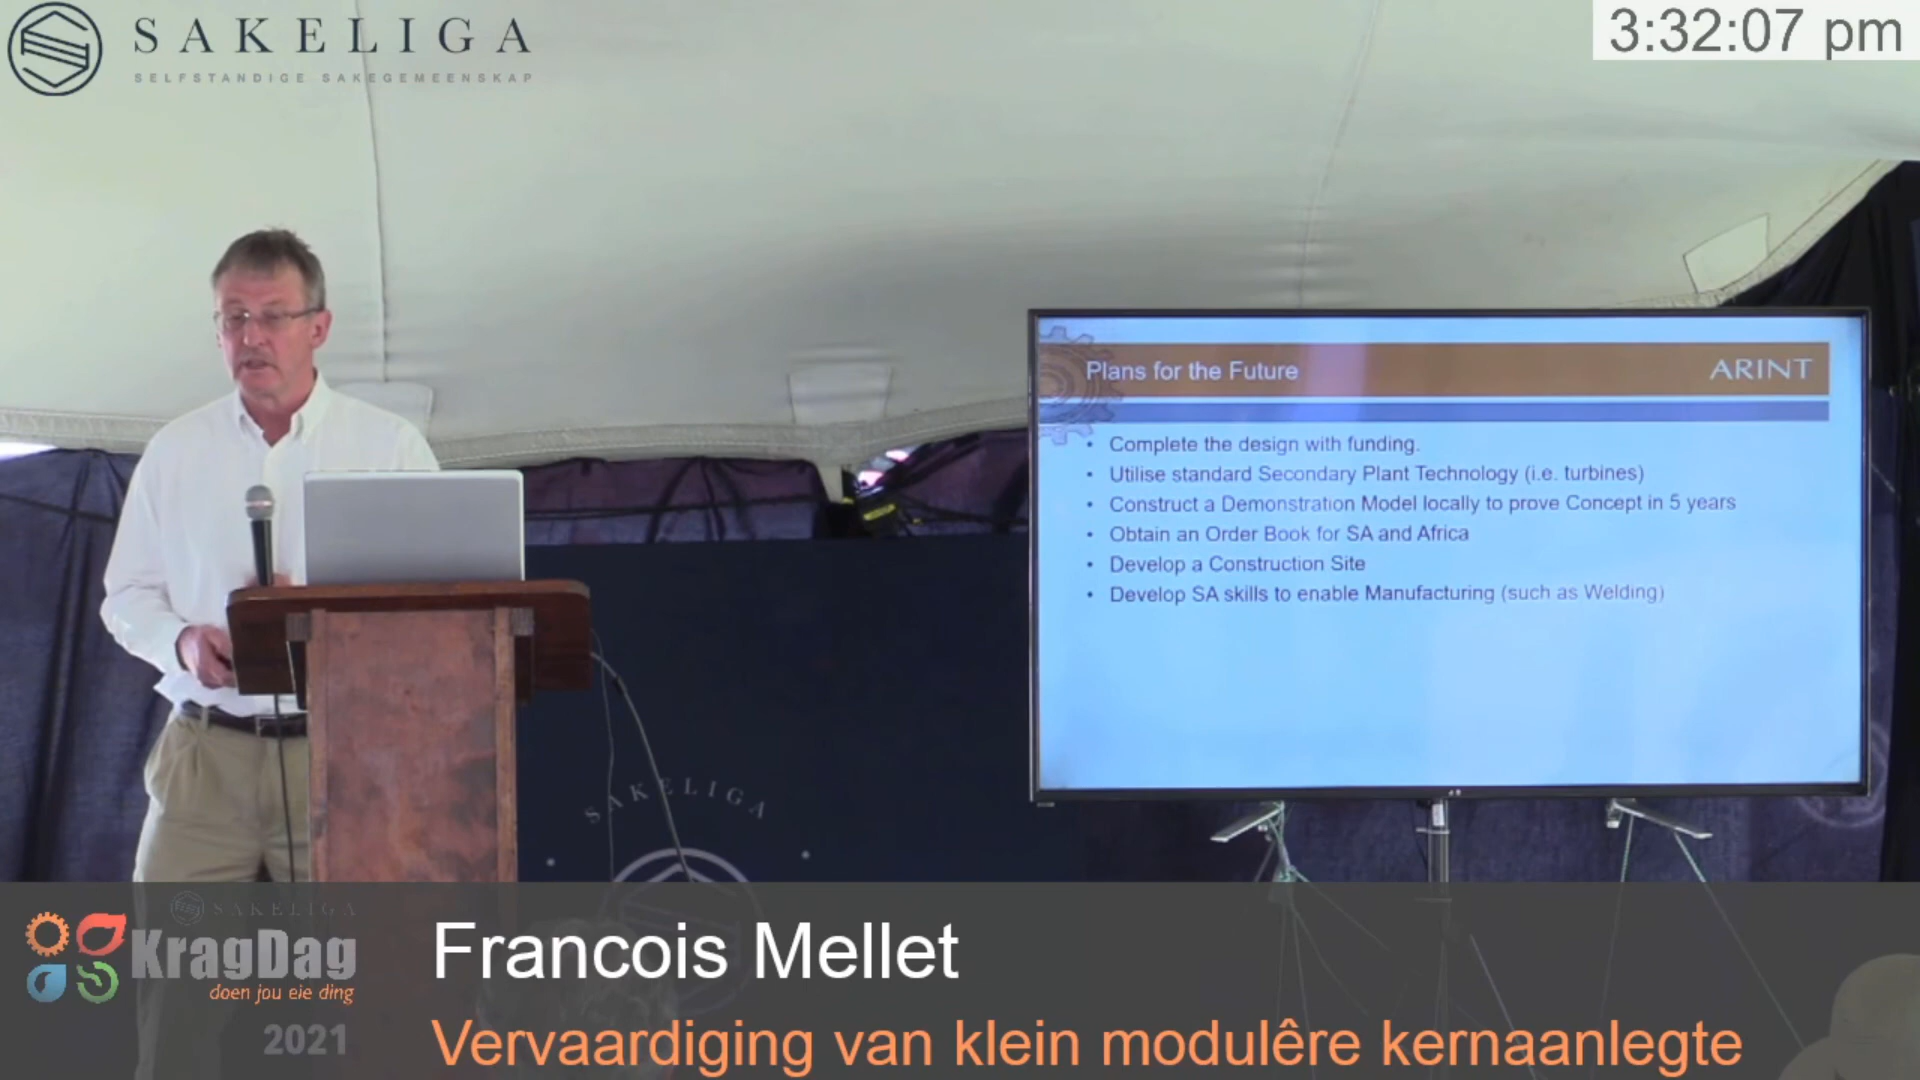 SAKELIGA
SELFSTANDIGE SAKEGEMEENSKAP
3:32:07 pm
Plans for the Future
ARINT
• Complete the design with funding.
• Utilise standard Secondary Plant Technology (i.e. turbines)
• Construct a Demonstration Model locally to prove Concept in 5 years
• Obtain an Order Book for SA and Africa
• Develop a Construction Site
• Develop SA skills to enable Manufacturing (such as Welding)
SAKELIGA
SAKELIGA
KragDag
doen jou eie ding
2021
Francois Mellet
Vervaardiging van klein modulêre kernaanlegte